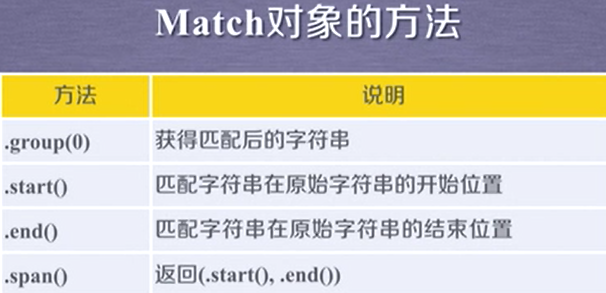 Match对象的方法
方法 说明
.group(0) 获得匹配后的字符串
.start() 匹配字符串在原始字符串的开始位置
.end() 匹配字符串在原始字符串的结束位置
.span() 返回(.start(), .end())